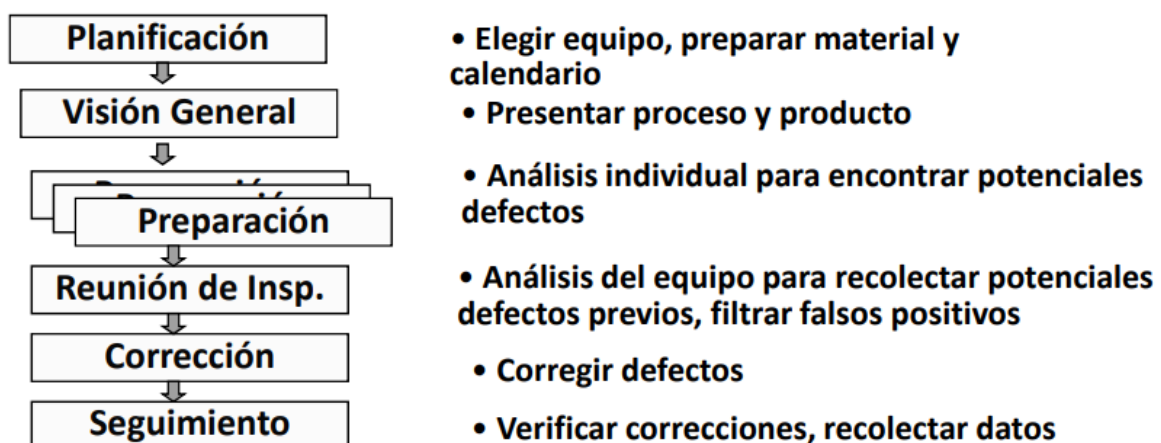 Planificación
• Elegir equipo, preparar material y
calendario
Visión General
• Presentar proceso y producto
Preparación
• Análisis individual para encontrar potenciales
defectos
Reunión de Insp.
• Análisis del equipo para recolectar potenciales
defectos previos, filtrar falsos positivos
Corrección
• Corregir defectos
Seguimiento
• Verificar correcciones, recolectar datos